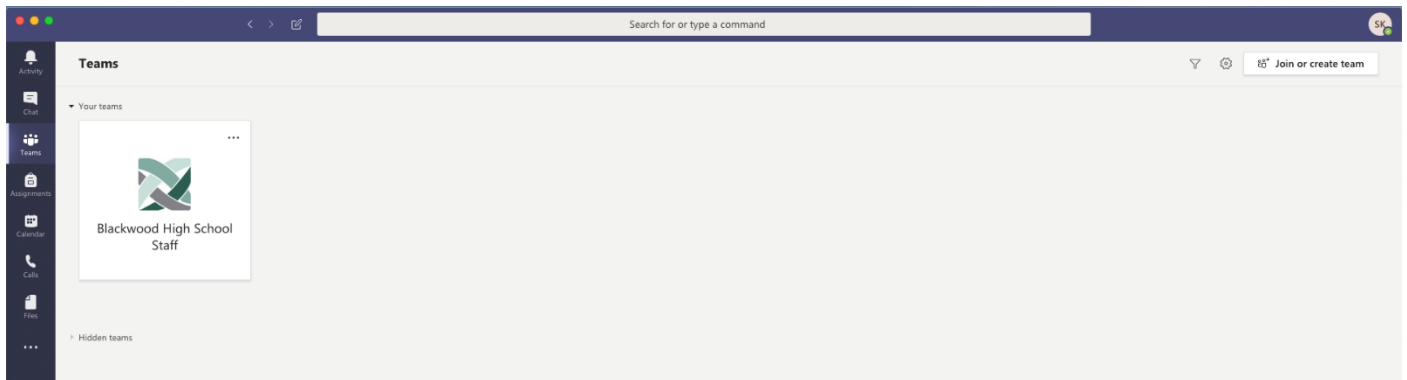 Search for or type a command
SK
Activity
Chat
Teams
Assignments
Calendar
Calls
Files
Teams
Join or create team
Your teams
Blackwood High School
Staff
Hidden teams